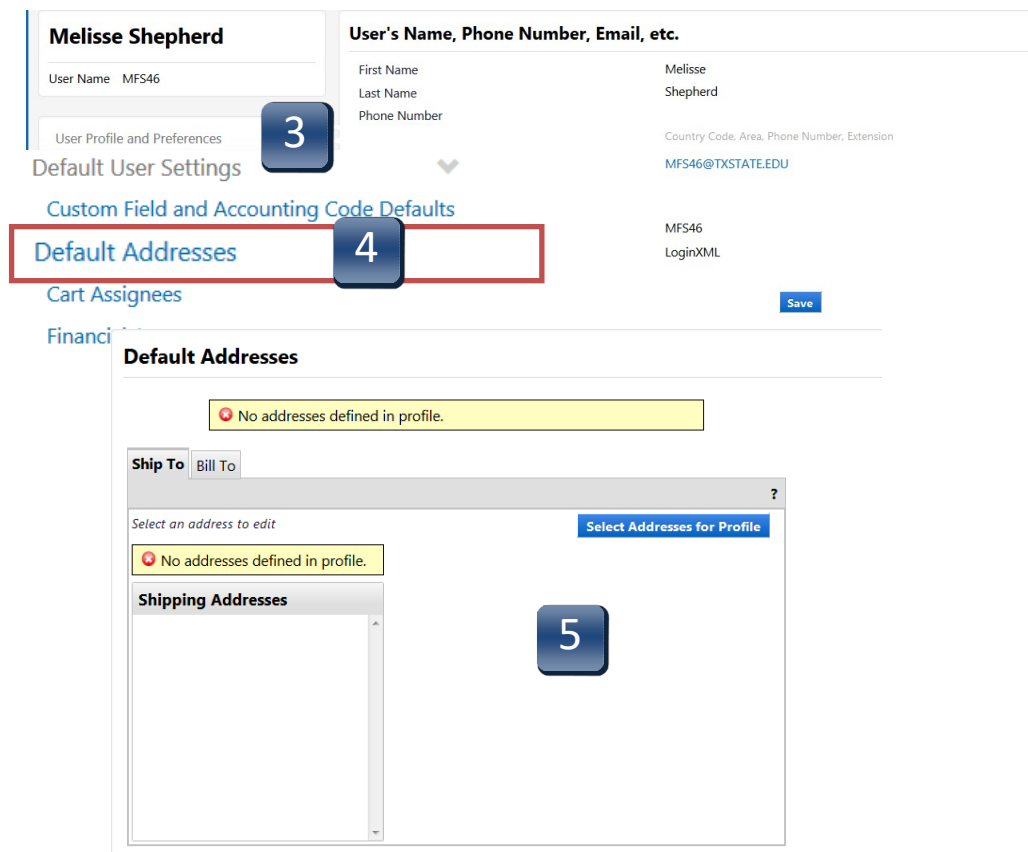 Melisse Shepherd
User Name MFS46
User's Name, Phone Number, Email, etc.
First Name Melisse
Last Name Shepherd
Phone Number
Country Code, Area, Phone Number, Extension
MFS46@TXSTATE.EDU
MFS46
LoginXML
Save
User Profile and Preferences
3
Default User Settings
Custom Field and Accounting Code Defaults
Default Addresses
4
Cart Assignees
Default Addresses
No addresses defined in profile.
Ship To Bill To
?
Select an address to edit
Select Addresses for Profile
No addresses defined in profile.
Shipping Addresses
5